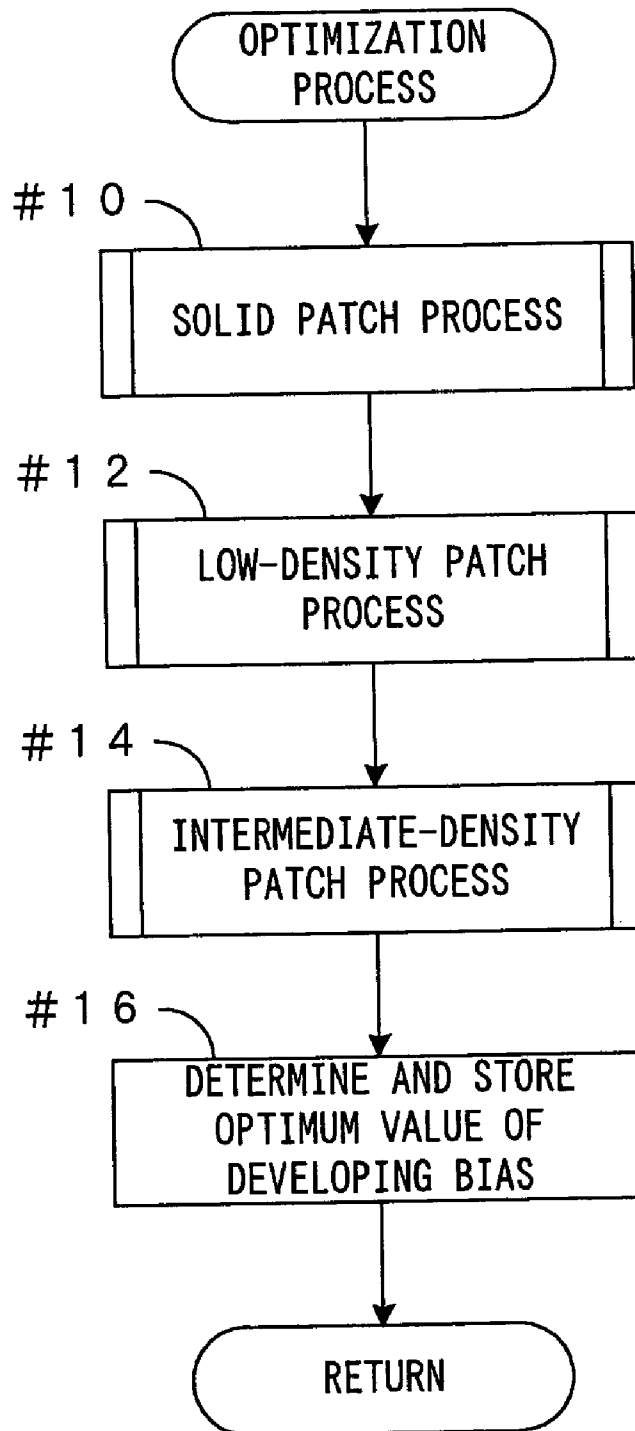 OPTIMIZATION
PROCESS
#10
SOLID PATCH PROCESS
#12
LOW-DENSITY PATCH
PROCESS
#14
INTERMEDIATE-DENSITY
PATCH PROCESS
#16
DETERMINE AND STORE
OPTIMUM VALUE OF
DEVELOPING BIAS
RETURN